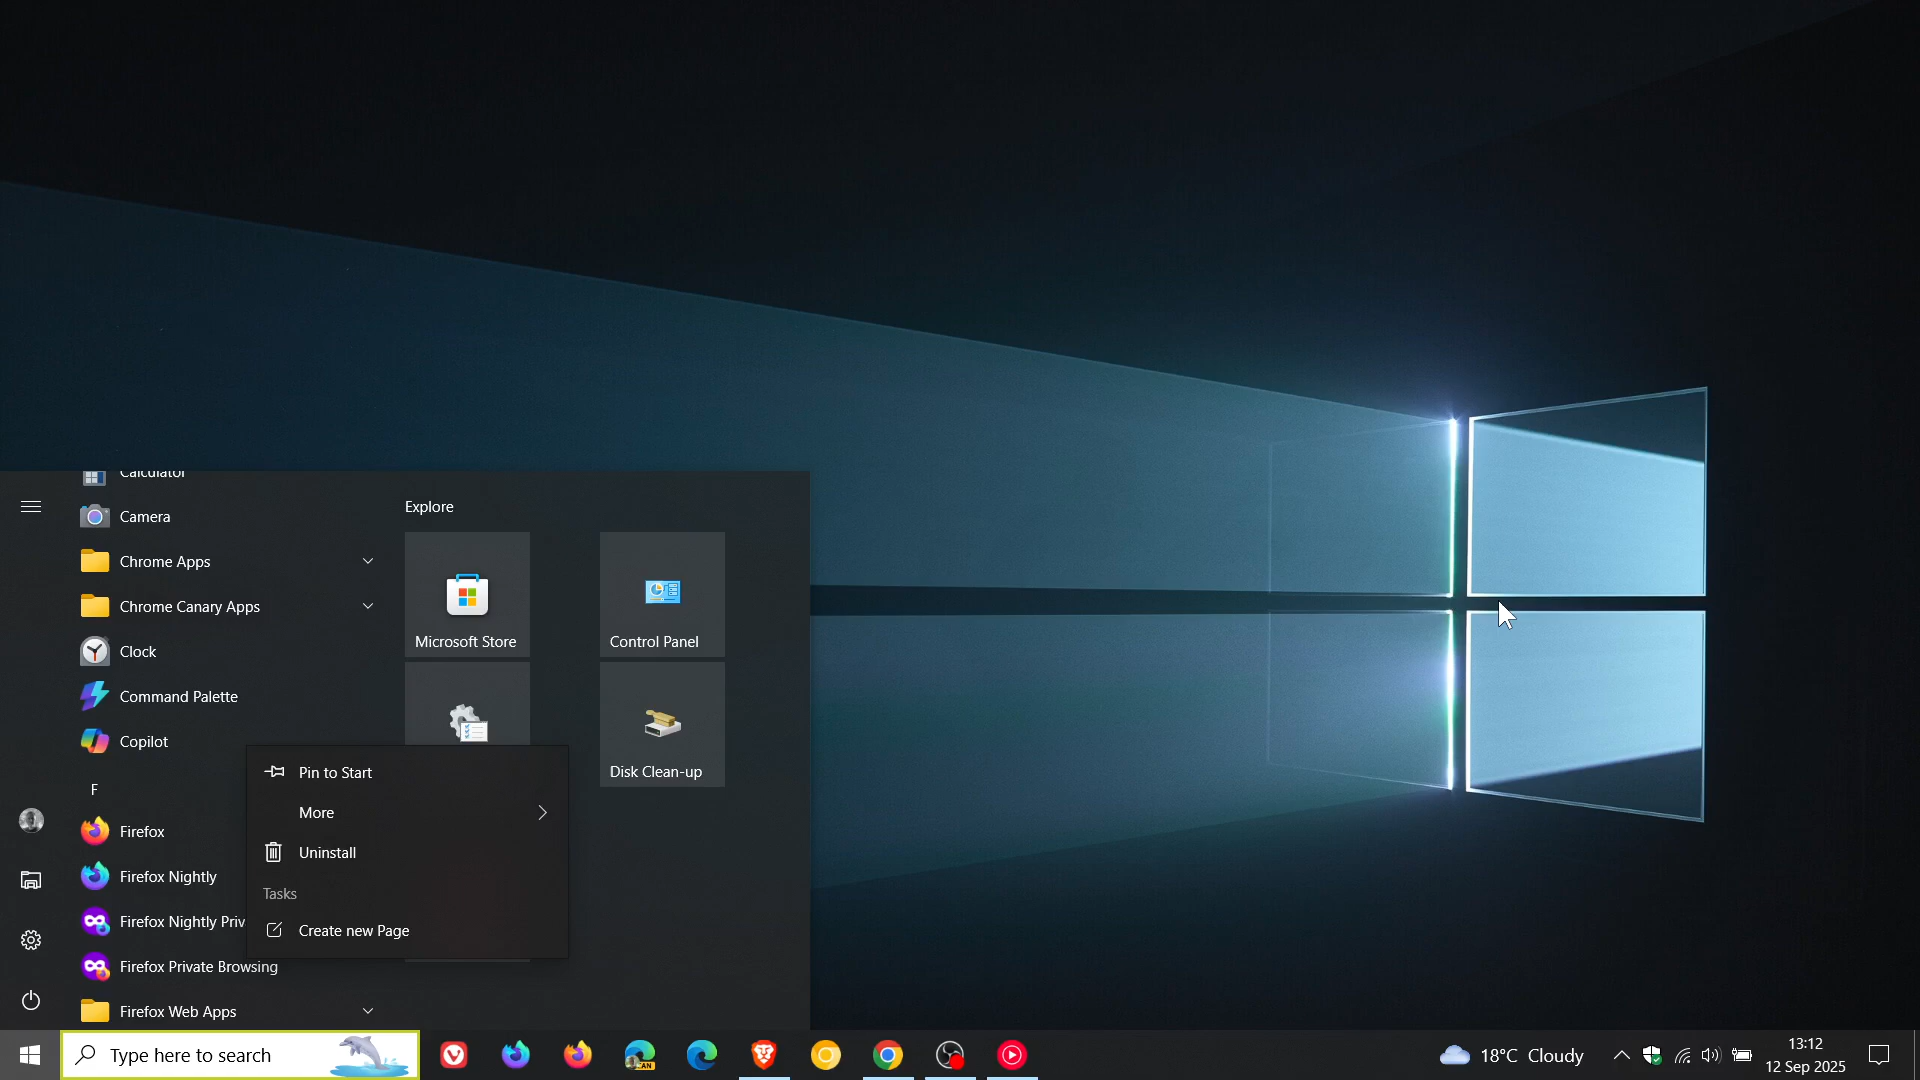 Calculator
Camera
Chrome Apps
Chrome Canary Apps
Clock
Command Palette
Copilot
F
Firefox
Firefox Nightly
Firefox Nightly Priv
Firefox Private Browsing
Firefox Web Apps
Explore
Microsoft Store
Control Panel
Disk Clean-up
Pin to Start
More
Uninstall
Tasks
Create new Page
Type here to search
AN
18°C Cloudy
13:12
12 Sep 2025